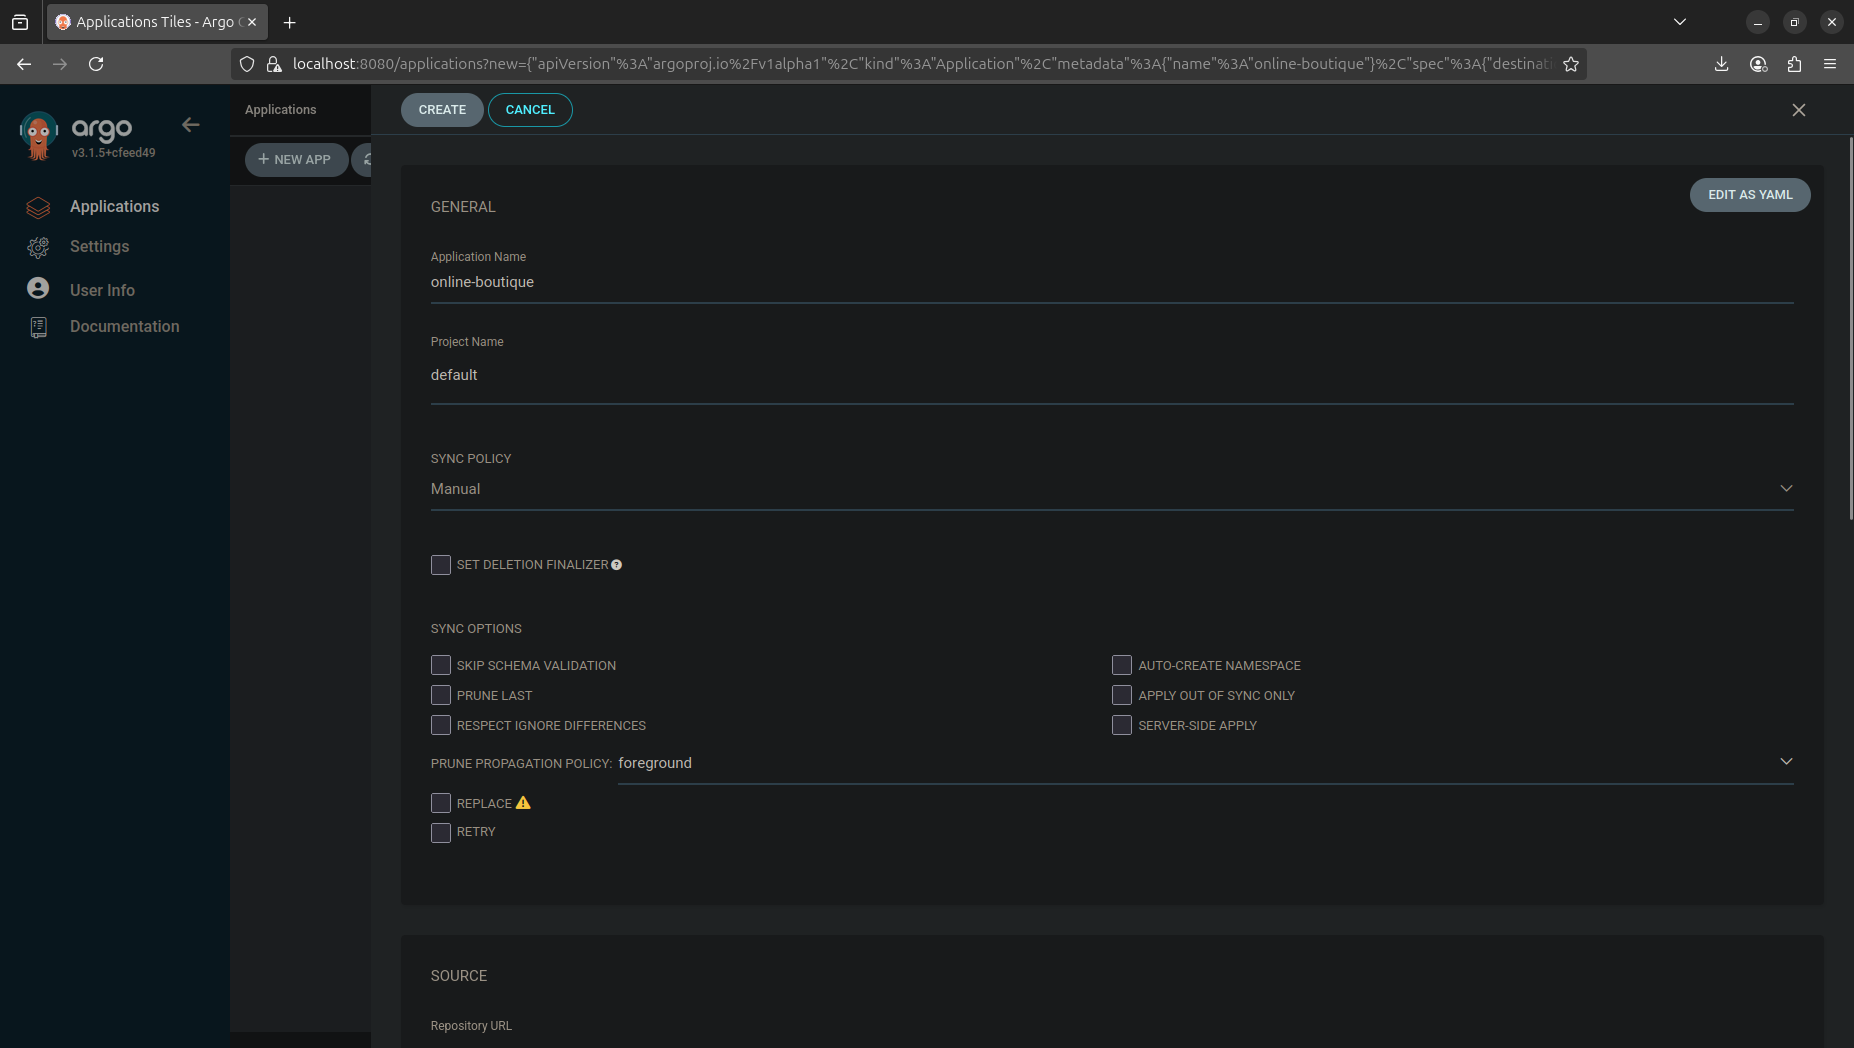 Applications Tiles - Argo
localhost:8080/applications?new={"apiVersion"%3A"argoproj.io%2Fv1alpha1"%2C"kind"%3A"Application"%2C"metadata"%3A{"name"%3A"online-boutique"}%2C"spec"%3A{"destinati
argo
v3.1.5+cfeed49
Applications
Settings
User Info
Documentation
Applications
+ NEW APP
CREATE CANCEL
EDIT AS YAML
GENERAL
Application Name
online-boutique
Project Name
default
SYNC POLICY
Manual
SET DELETION FINALIZER
SYNC OPTIONS
SKIP SCHEMA VALIDATION AUTO-CREATE NAMESPACE
PRUNE LAST APPLY OUT OF SYNC ONLY
RESPECT IGNORE DIFFERENCES SERVER-SIDE APPLY
PRUNE PROPAGATION POLICY: foreground
REPLACE
RETRY
SOURCE
Repository URL